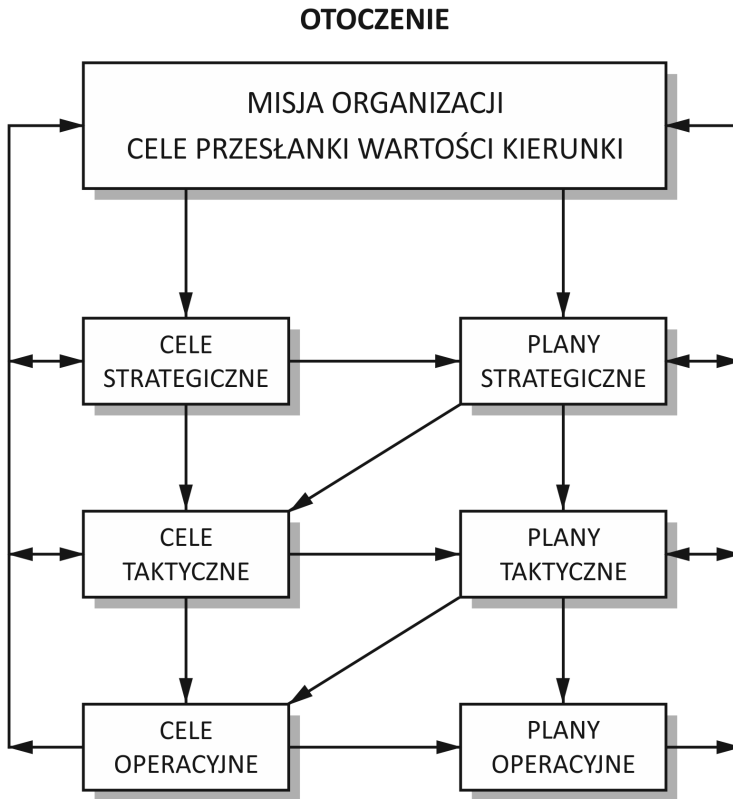 OTOCZENIE
MISJA ORGANIZACJI
CELE PRZESŁANKI WARTOŚCI KIERUNKI
CELE
STRATEGICZNE
PLANY
STRATEGICZNE
CELE
TAKTYCZNE
PLANY
TAKTYCZNE
CELE
OPERACYJNE
PLANY
OPERACYJNE